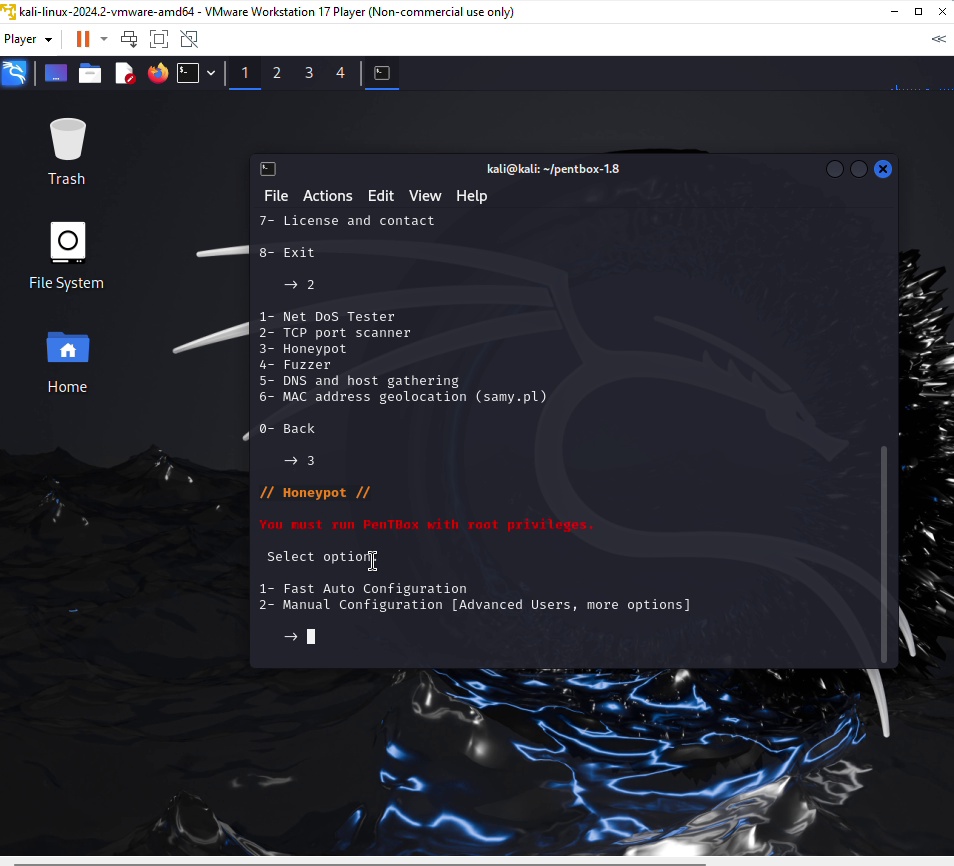 kali-linux-2024.2-vmware-amd64 - VMware Workstation 17 Player (Non-commercial use only)
Player
1 2 3 4
Trash
File System
Home
kali@kali: ~/pentbox-1.8
File Actions Edit View Help
7- License and contact
8- Exit
→ 2
1- Net DoS Tester
2- TCP port scanner
3- Honeypot
4- Fuzzer
5- DNS and host gathering
6- MAC address geolocation (samy.pl)
0- Back
→ 3
// Honeypot //
You must run PenTBox with root privileges.
Select option
1- Fast Auto Configuration
2- Manual Configuration [Advanced Users, more options]
→